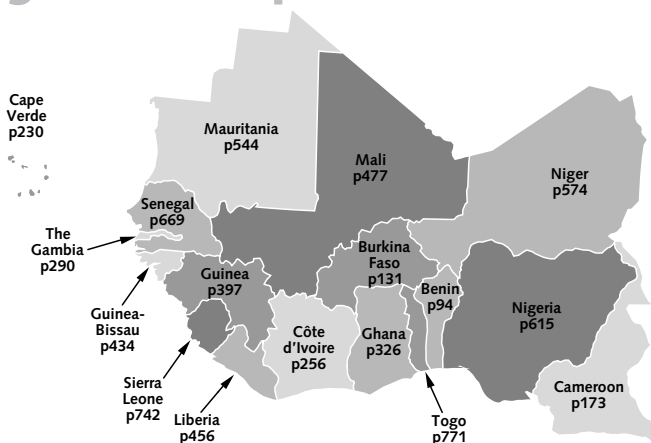 Cape
Verde
p230
Mauritania
p544
Mali
p477
Niger
p574
Senegal
p669
The
Gambia
p290
Burkina
Faso
p131
Guinea
p397
Benin
p94
Nigeria
p615
Guinea-
Bissau
p434
Côte
d'Ivoire
p256
Ghana
p326
Sierra
Leone
p742
Liberia
p456
Togo
p771
Cameroon
p173